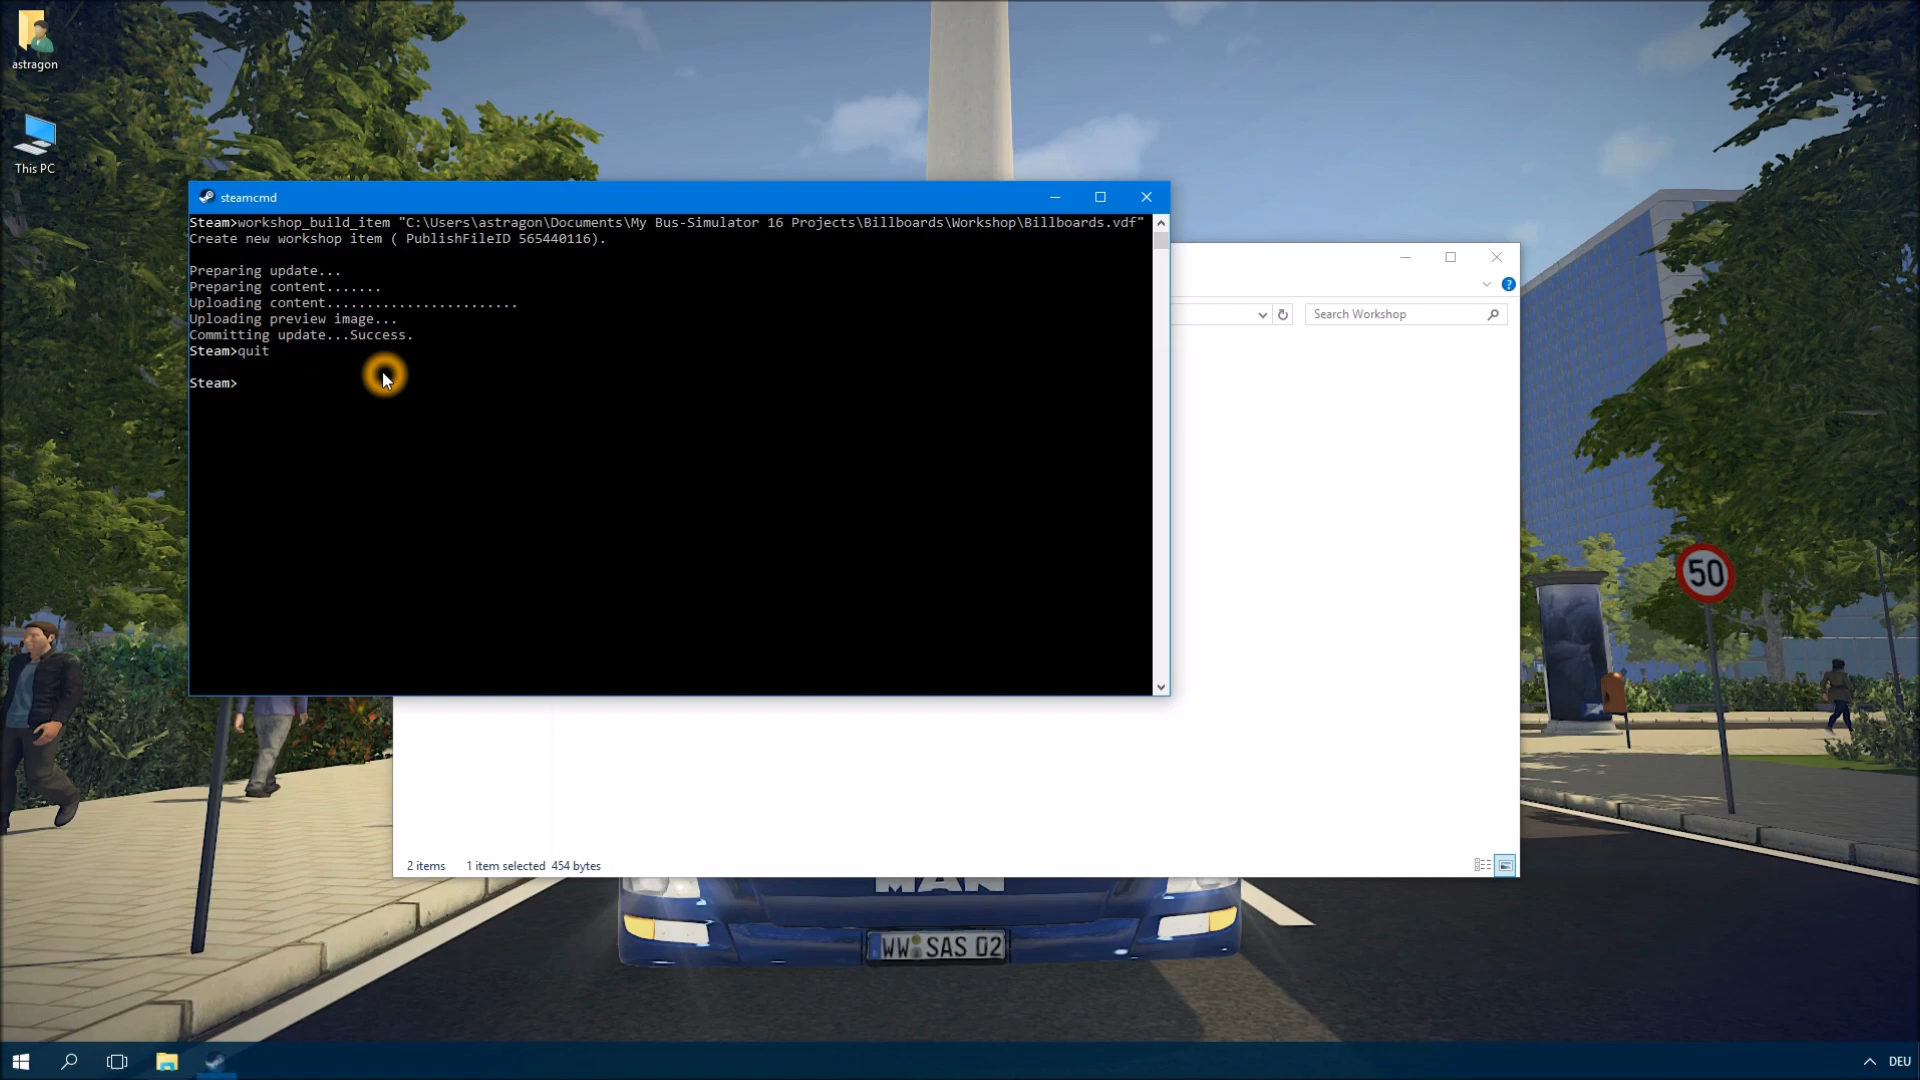 astragon
This PC
steamcmd
Steam>workshop_build_item "C:\Users\astragon\Documents\My Bus-Simulator 16 Projects\Billboards\Workshop\Billboards.vdf"
Create new workshop item ( PublishFileID 565440116).
Preparing update...
Preparing content.......
Uploading content........................
Uploading preview image...
Committing update...Success.
Steam>quit
Steam>
?
Search Workshop
50
2 items 1 item selected 454 bytes
MAN
WW SAS 02
DEU